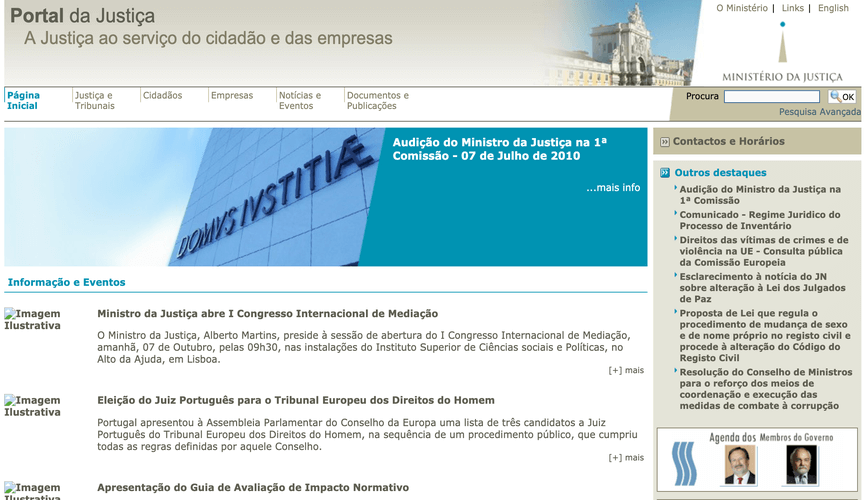 Portal da Justiça
A Justiça ao serviço do cidadão e das empresas
O Ministério | Links | English
MINISTÉRIO DA JUSTIÇA
Página
Inicial
Justiça e
Tribunais
Cidadãos
Empresas
Notícias e
Eventos
Documentos e
Publicações
Procura
OK
Pesquisa Avançada
DOMVS IVSTITIÆ
Audição do Ministro da Justiça na 1ª
Comissão - 07 de Julho de 2010
...mais info
Informação e Eventos
Imagem
Ilustrativa
Ministro da Justiça abre I Congresso Internacional de Mediação
O Ministro da Justiça, Alberto Martins, preside à sessão de abertura do I Congresso Internacional de Mediação,
amanhã, 07 de Outubro, pelas 09h30, nas instalações do Instituto Superior de Ciências sociais e Políticas, no
Alto da Ajuda, em Lisboa.
[+] mais
Imagem
Ilustrativa
Eleição do Juiz Português para o Tribunal Europeu dos Direitos do Homem
Portugal apresentou à Assembleia Parlamentar do Conselho da Europa uma lista de três candidatos a Juiz
Português do Tribunal Europeu dos Direitos do Homem, na sequência de um procedimento público, que cumpriu
todas as regras definidas por aquele Conselho.
[+] mais
Imagem
Ilustrativa
Apresentação do Guia de Avaliação de Impacto Normativo
Contactos e Horários
Outros destaques
Audição do Ministro da Justiça na
1ª Comissão
Comunicado - Regime Juridico do
Processo de Inventário
Direitos das vítimas de crimes e de
violência na UE - Consulta pública
da Comissão Europeia
Esclarecimento à notícia do JN
sobre alteração à Lei dos Julgados
de Paz
Proposta de Lei que regula o
procedimento de mudança de sexo
e de nome próprio no registo civil e
procede à alteração do Código do
Registo Civil
Resolução do Conselho de Ministros
para o reforço dos meios de
coordenação e execução das
medidas de combate à corrupção
Agenda dos Membros do Governo